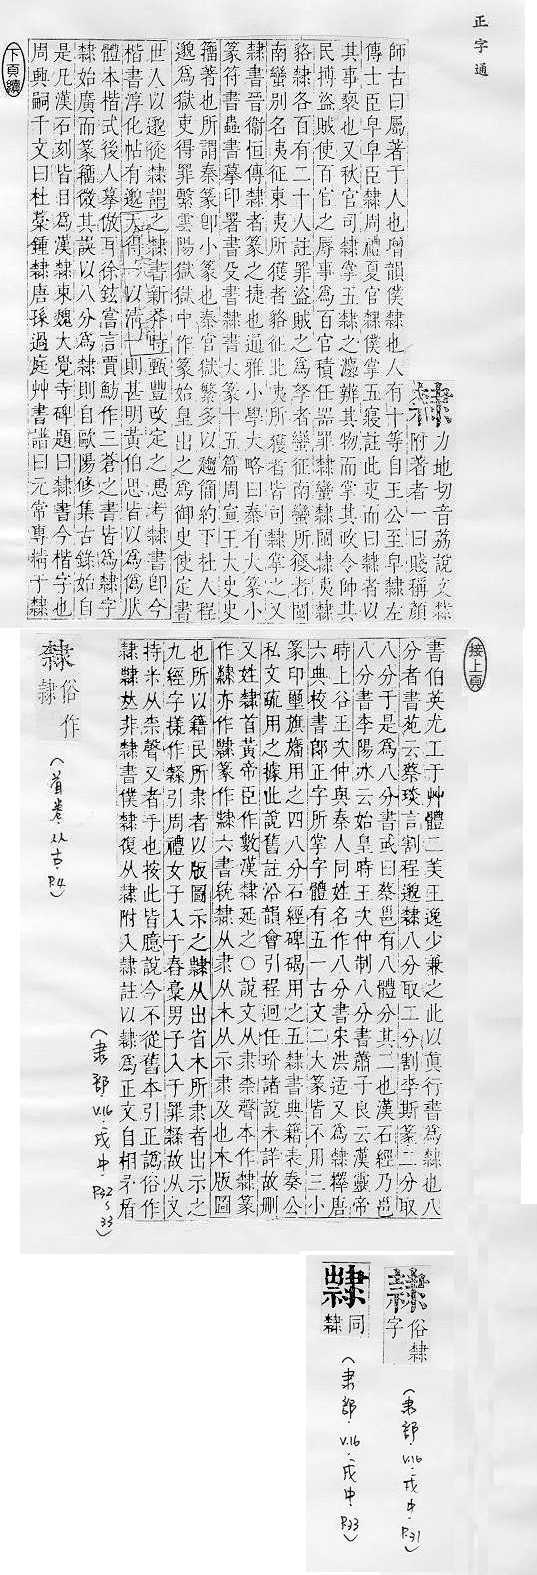 正字通
隸
力地切音荔說文隸
附著者一曰賤稱顏
師古曰屬著于人也增韻僕隸也人有十等自王公至皁隸左
傳士臣皁皁臣隸周禮夏官隸僕掌五寢註此吏而曰隸者以
其事褻也又秋官司隸掌五隸之灋辨其物而掌其政令帥其
民搏盜賊使百官之辱事為百官積任器罪隸蠻隸閩隸夷隸
貉隸各百有二十人註罪盜賊之為孥者蠻征南蠻所獲者閩
南蠻別名夷征東夷所獲者貉征北夷所獲者皆司隸掌之又
隸書晉衞恒傳隸者篆之捷也通雅小學大略曰秦有大篆小
篆符書蟲書摹印署書殳書隸書大篆十五篇周宣王大史史
籀著也所謂秦篆卽小篆也秦官獄繁多以趨簡約下杜人程
邈為獄吏得罪繫雲陽獄獄中作篆始皇出之為御史使定書
世人以邈從隸謂之隸書新莽時甄豐改定之愚考隸書卽今
楷書淳化帖有邈天得一以清十則甚明黃伯思皆以為偽
體本楷式後人摹倣耳徐鉉嘗言賈魴作三蒼之書皆為隸字
隸始廣而篆籀微其說以八分為隸則自歐陽修集古錄始自
是凡漢石刻皆目為漢隸東魏大覺寺碑題曰隸書今楷字也
周興嗣千文曰杜藁鍾隸唐孫過庭艸書譜曰元常專精于隸
下頁續
接上頁
書伯英尤工于艸體二美王逸少兼之此以眞行書為隸也八
分者書苑云蔡琰言割程邈隸八分取二分割李斯篆二分取
八分于是為八分書或曰蔡邕有八體分其二也漢石經乃邕
八分書李陽冰云始皇時王次仲制八分書蕭子良云漢靈帝
時上谷王次仲與秦人同姓名作八分書宋洪适又為隸釋唐
六典校書郎正字所掌字體有五一古文二大篆皆不用三小
篆印璽旗旛用之四八分石經碑碣用之五隸書典籍表奏公
私文疏用之據此說舊註沿韻會引程迥任玠諸說未詳故刪
又姓隸首黃帝臣作數漢隸延之〇說文从隶柰聲本作隸篆
作隸亦作隸篆作隸六書統隸从隶从木从示隶及也木版圖
也所以籍民所隶者以版圖示之隸从出省木所隶者出示之
九經字樣作隸引周禮女子入于舂槀男子入于罪隸故从又
持米从柰聲又者手也按此皆臆說今不從舊本引正譌俗作
隸隸𠀤非隸書僕隸復从隸附入隸註以隸為正文自相矛盾
(隶部.V.16.戌中.P.32~33)
隸
俗作
隸
(首卷.从古.P.4)
隸
俗隸
字
(隶部.V.16.戌中.P.31)
隸
同
隸
(隶部.V.16.戌中.P.33)